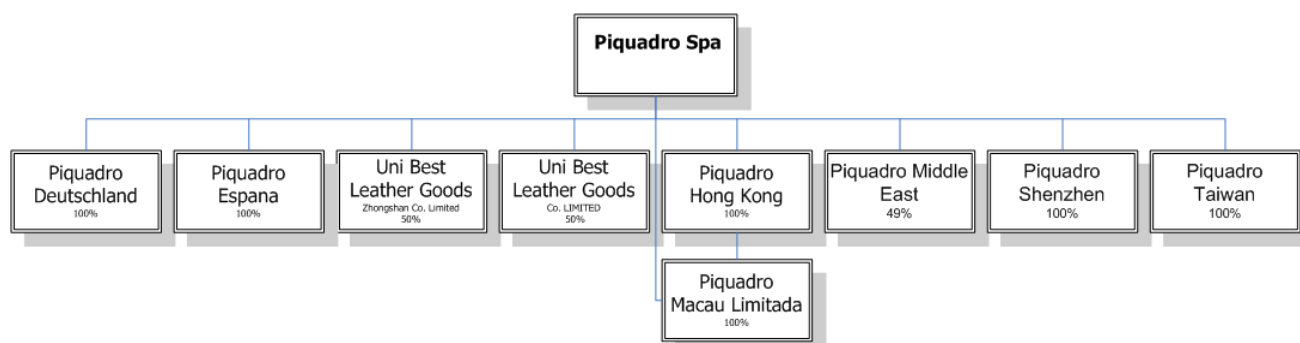 Piquadro Spa
Piquadro
Deutschland
100%
Piquadro
Espana
100%
Uni Best
Leather Goods
Zhongshan Co. Limited
50%
Uni Best
Leather Goods
Co. LIMITED
50%
Piquadro
Hong Kong
100%
Piquadro Middle
East
49%
Piquadro
Shenzhen
100%
Piquadro
Taiwan
100%
Piquadro
Macau Limitada
100%